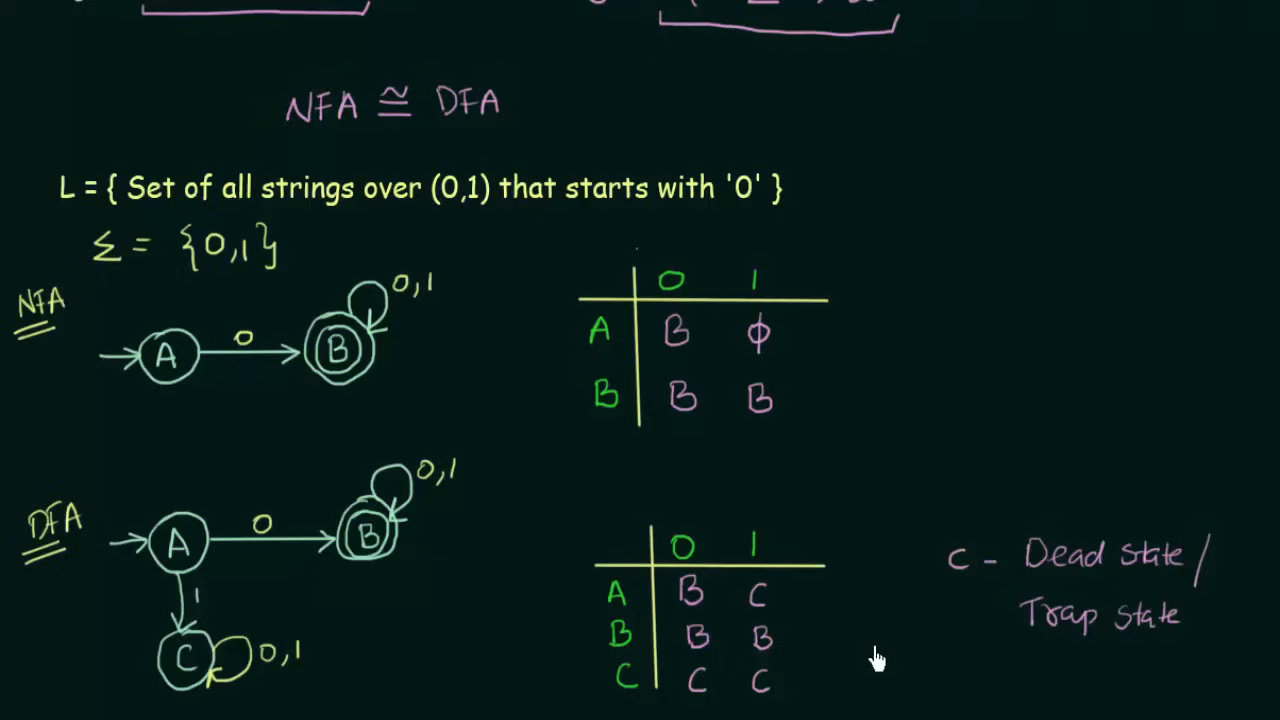 NFA ≅ DFA
L = { Set of all strings over (0,1) that starts with '0' }
Σ = {0,1}
NFA
A
0
B
0,1
0 1
A B ϕ
B B B
DFA
A
0
B
0,1
1
C
0,1
0 1
A B C
B B B
C C C
C - Dead state /
Trap state